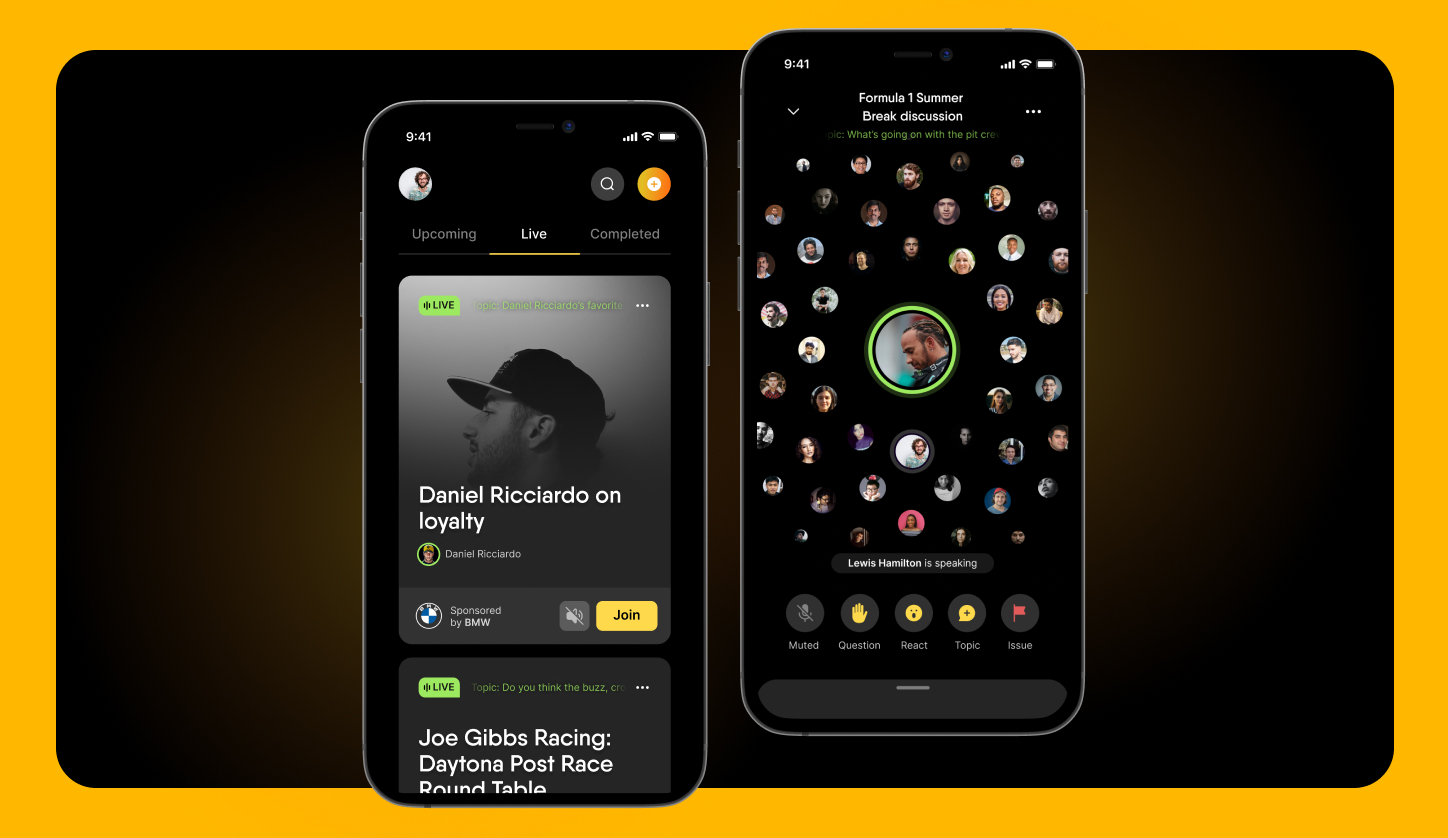 9:41
Upcoming
Live
Completed
LIVE
opic: Daniel Ricciardo's favorite
Daniel Ricciardo on
loyalty
Daniel Ricciardo
BMW
Sponsored
by BMW
Join
LIVE
Topic: Do you think the buzz, cro
Joe Gibbs Racing:
Daytona Post Race
Round Table
9:41
Formula 1 Summer
Break discussion
pic: What's going on with the pit crew
Lewis Hamilton is speaking
Muted
Question
React
Topic
Issue